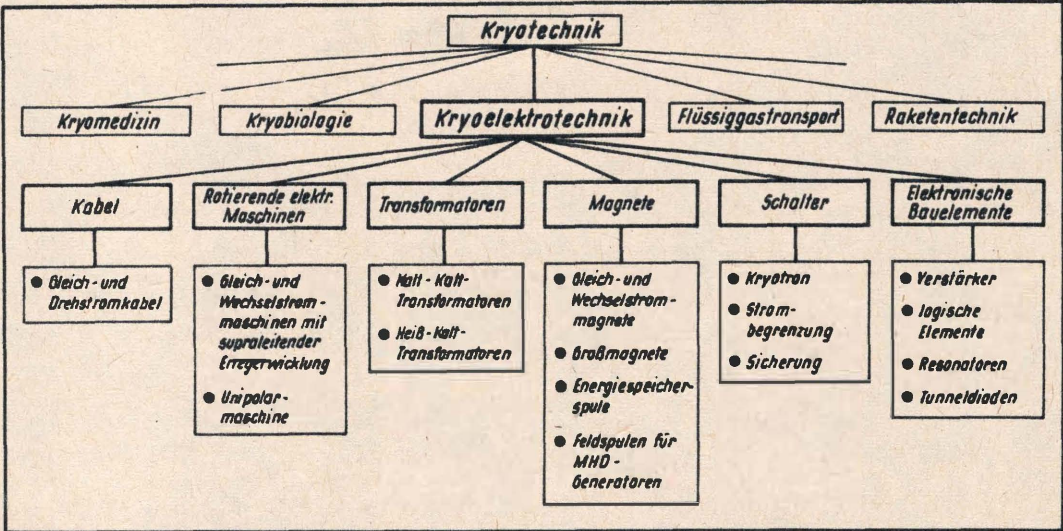 Kryotechnik
Kryomedizin
Kryobiologie
Kryoelektrotechnik
Flüssiggastransport
Raketentechnik
Kabel
Rotierende elektr.
Maschinen
Transformatoren
Magnete
Schalter
Elektronische
Bauelemente
● Gleich- und
Drehstromkabel
● Gleich- und
Wechselstrom-
maschinen mit
supraleitender
Erregerwicklung
● Unipolar-
maschine
● Kalt-Kalt-
Transformatoren
● Heiß-Kalt-
Transformatoren
● Gleich- und
Wechselstrom-
magnete
● Großmagnete
● Energiespeicher-
spule
● Feldspulen für
MHD-
Generatoren
● Kryotron
● Strom-
begrenzung
● Sicherung
● Verstärker
● logische
Elemente
● Resonatoren
● Tunneldioden